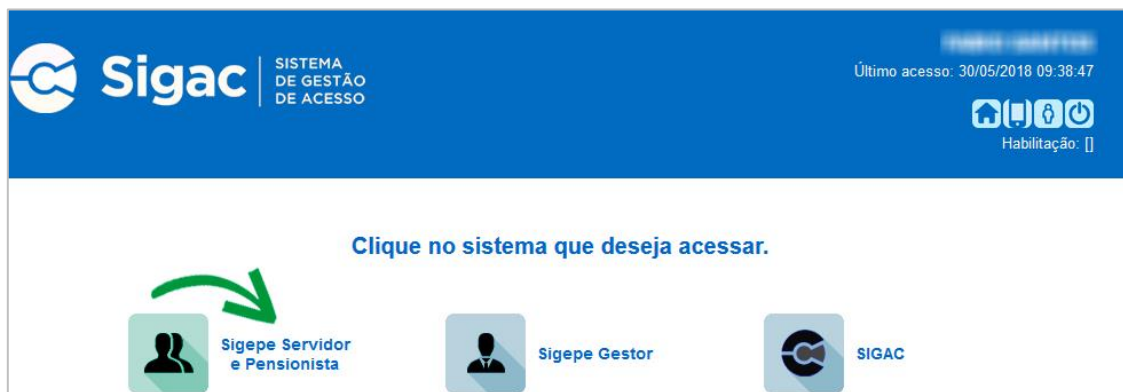 Sigac
SISTEMA
DE GESTÃO
DE ACESSO
Último acesso: 30/05/2018 09:38:47
Habilitação: []
Clique no sistema que deseja acessar.
Sigepe Servidor
e Pensionista
Sigepe Gestor
SIGAC